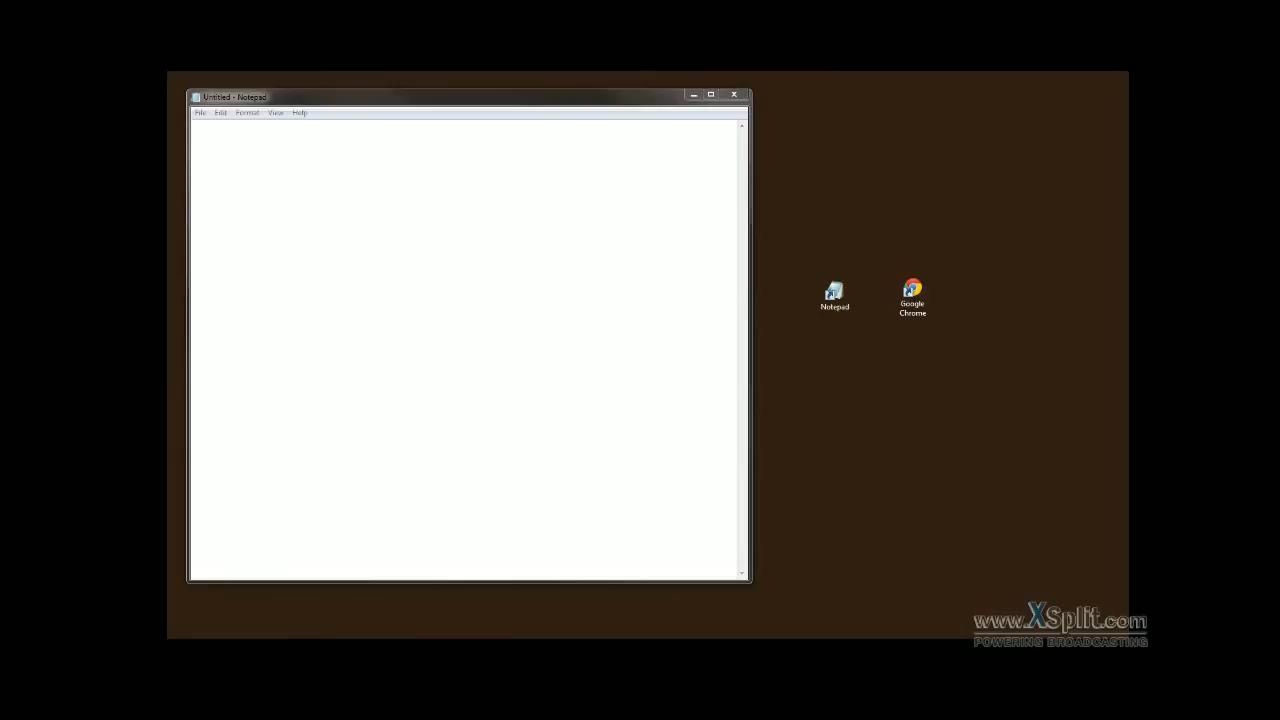 Untitled - Notepad
File Edit Format View Help
Notepad
Google
Chrome
www.XSplit.com
POWERING BROADCASTING